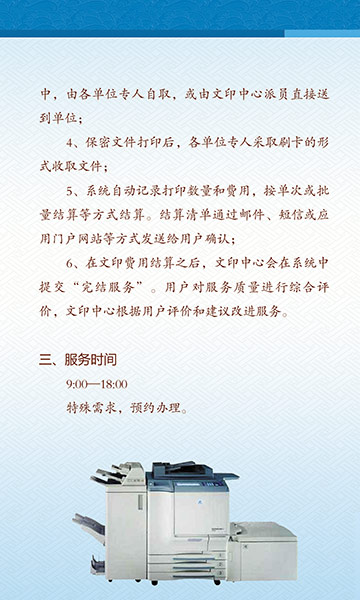 中，由各单位专人自取，或由文印中心派员直接送
到单位；
4、保密文件打印后，各单位专人采取刷卡的形
式收取文件；
5、系统自动记录打印数量和费用，按单次或批
量结算等方式结算。结算清单通过邮件、短信或应
用门户网站等方式发送给用户确认；
6、在文印费用结算之后，文印中心会在系统中
提交“完结服务”。用户对服务质量进行综合评
价，文印中心根据用户评价和建议改进服务。
三、服务时间
9:00—18:00
特殊需求，预约办理。